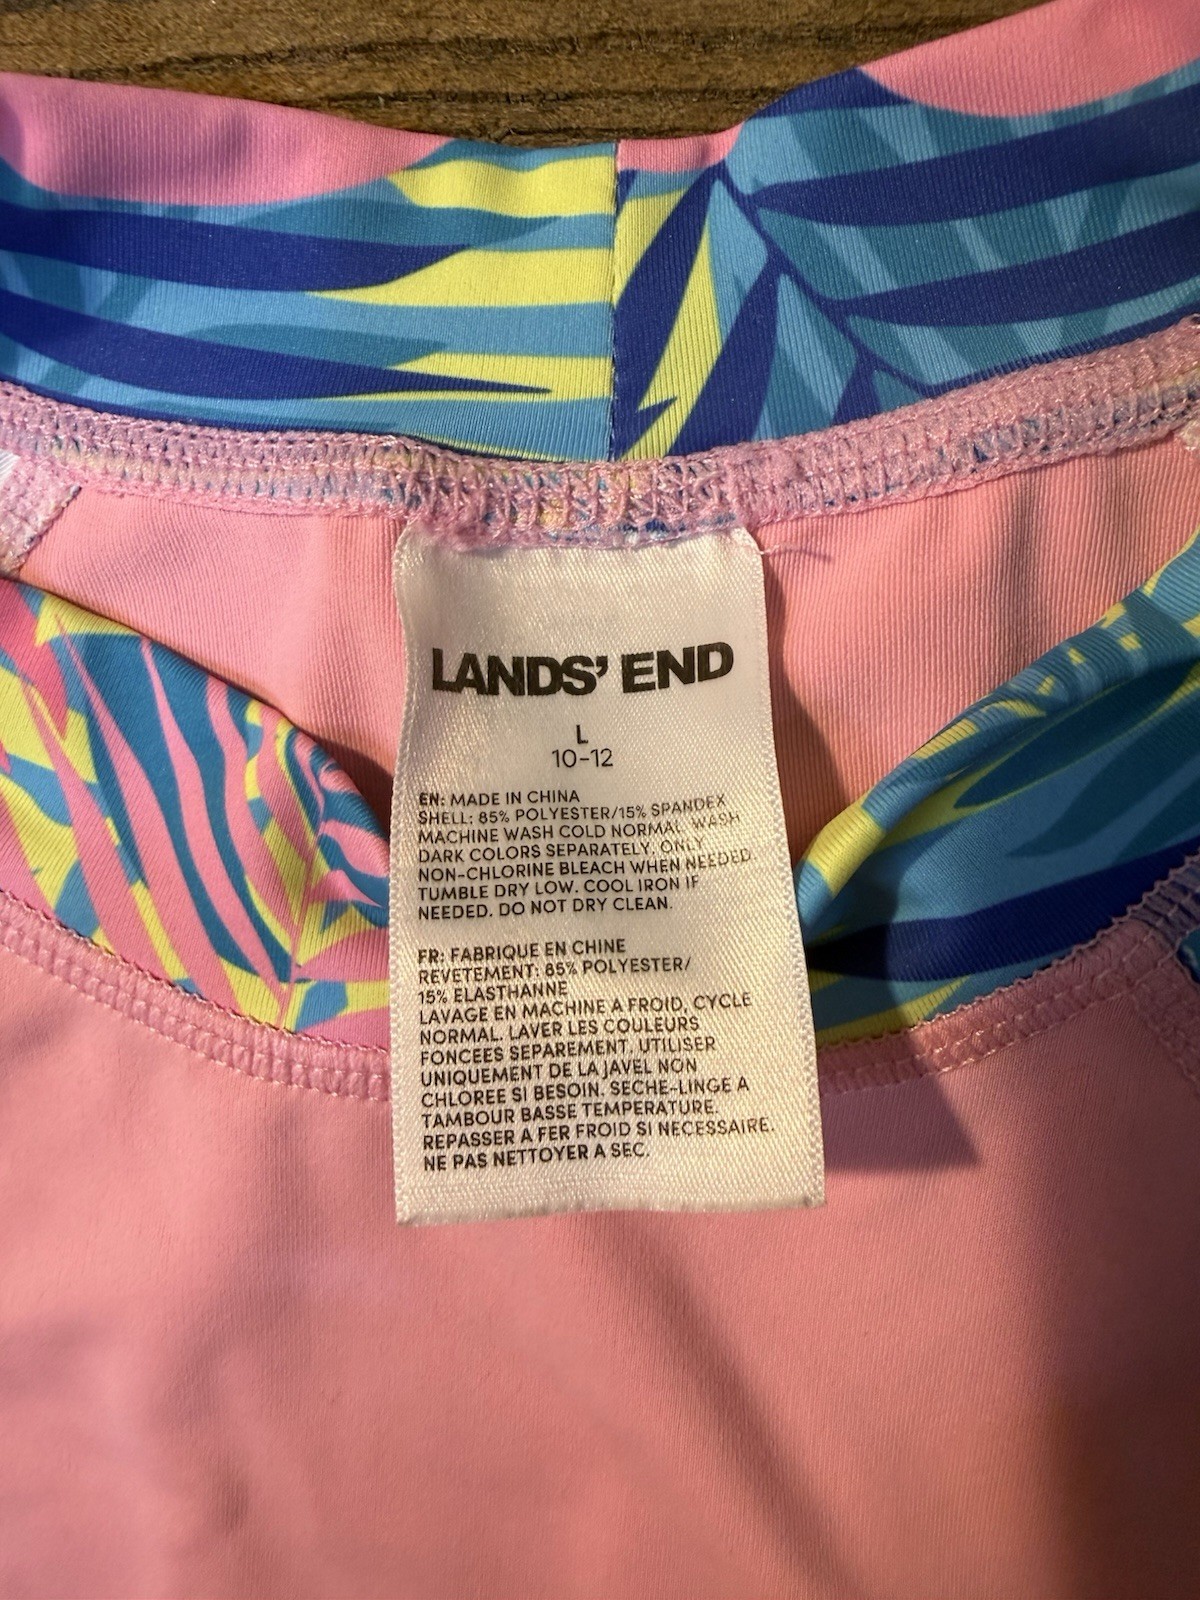 LANDS' END
L
10-12
EN: MADE IN CHINA
SHELL: 85% POLYESTER/15% SPANDEX
MACHINE WASH COLD NORMAL. WASH
DARK COLORS SEPARATELY. ONLY
NON-CHLORINE BLEACH WHEN NEEDED.
TUMBLE DRY LOW. COOL IRON IF
NEEDED. DO NOT DRY CLEAN.
FR: FABRIQUE EN CHINE
REVETEMENT: 85% POLYESTER/
15% ELASTHANNE
LAVAGE EN MACHINE A FROID, CYCLE
NORMAL. LAVER LES COULEURS
FONCEES SEPAREMENT. UTILISER
UNIQUEMENT DE LA JAVEL NON
CHLOREE SI BESOIN. SECHE-LINGE A
TAMBOUR BASSE TEMPERATURE.
REPASSER A FER FROID SI NECESSAIRE.
NE PAS NETTOYER A SEC.